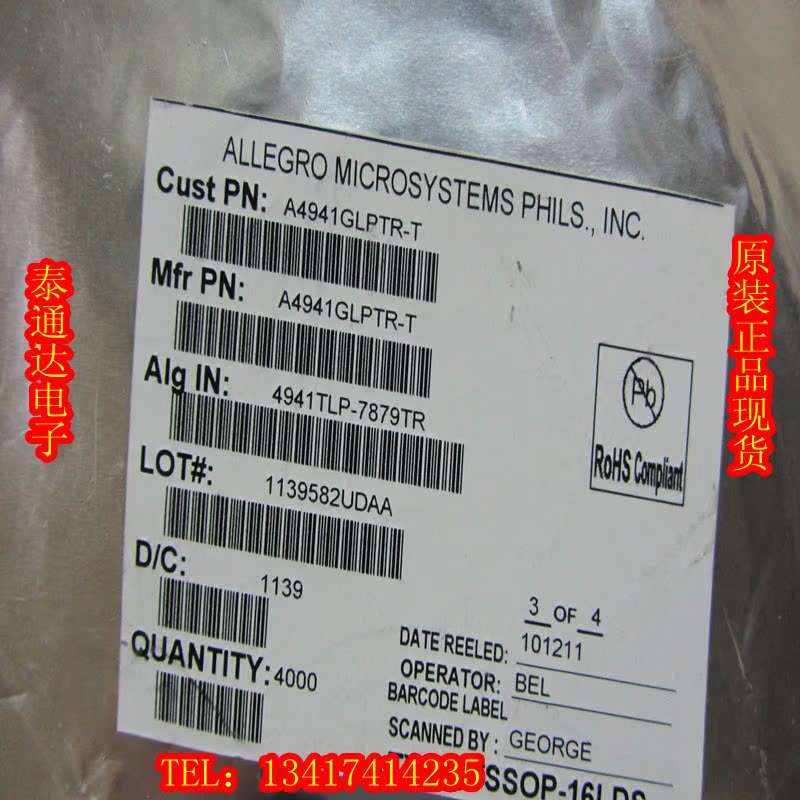 ALLEGRO MICROSYSTEMS PHILS., INC.
Cust PN: A4941GLPTR-T
Mfr PN: A4941GLPTR-T
Alg IN: 4941TLP-7879TR
LOT#: 1139582UDAA
D/C: 1139
QUANTITY: 4000
Pb
RoHS Compliant
3 OF 4
DATE REELED: 101211
OPERATOR: BEL
BARCODE LABEL
SCANNED BY: GEORGE
SSOP-16LDS
泰通达电子
原装正品现货
TEL：13417414235